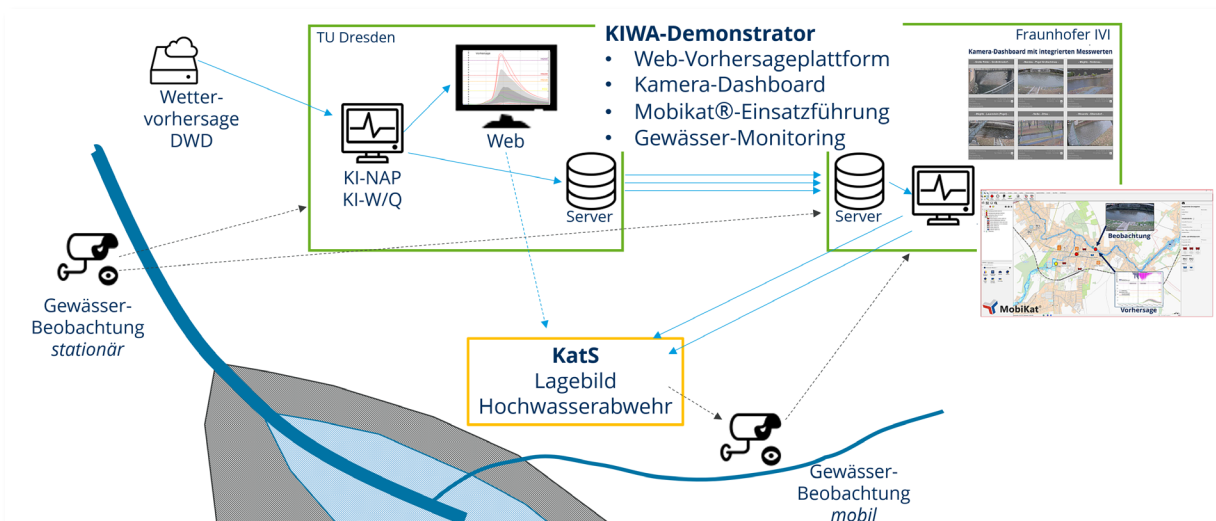 TU Dresden
KIWA-Demonstrator
• Web-Vorhersageplattform
• Kamera-Dashboard
• Mobikat®-Einsatzführung
• Gewässer-Monitoring
Fraunhofer IVI
Kamera-Dashboard mit integrierten Messwerten
Wetter-
vorhersage
DWD
KI-NAP
KI-W/Q
Web
Server
Server
Beobachtung
Vorhersage
MobiKat®
Gewässer-
Beobachtung
stationär
KatS
Lagebild
Hochwasserabwehr
Gewässer-
Beobachtung
mobil